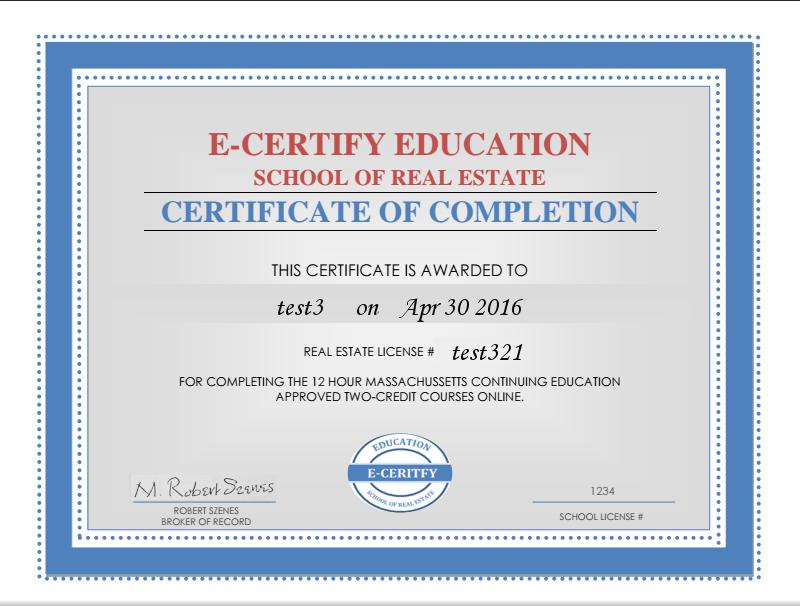 E-CERTIFY EDUCATION
SCHOOL OF REAL ESTATE
CERTIFICATE OF COMPLETION
THIS CERTIFICATE IS AWARDED TO
test3 on Apr 30 2016
REAL ESTATE LICENSE # test321
FOR COMPLETING THE 12 HOUR MASSACHUSSETTS CONTINUING EDUCATION
APPROVED TWO-CREDIT COURSES ONLINE.
EDUCATION
E-CERITFY
SCHOOL OF REAL ESTATE
M. Robert Szenes
ROBERT SZENES
BROKER OF RECORD
1234
SCHOOL LICENSE #